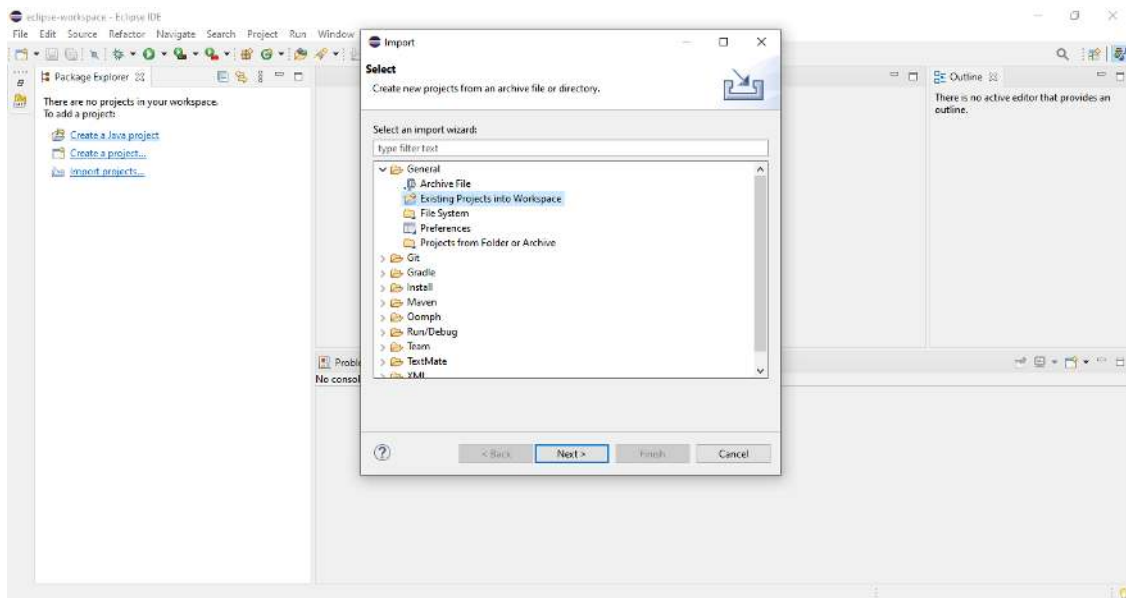 eclipse-workspace - Eclipse IDE
File Edit Source Refactor Navigate Search Project Run Window
Package Explorer
There are no projects in your workspace.
To add a project:
Create a Java project
Create a project...
Import projects...
Import
Select
Create new projects from an archive file or directory.
Select an import wizard:
type filter text
General
Archive File
Existing Projects into Workspace
File System
Preferences
Projects from Folder or Archive
Git
Gradle
Install
Maven
Oomph
Run/Debug
Team
TextMate
XML
< Back Next > Finish Cancel
Outline
There is no active editor that provides an
outline.
Proble
No consol